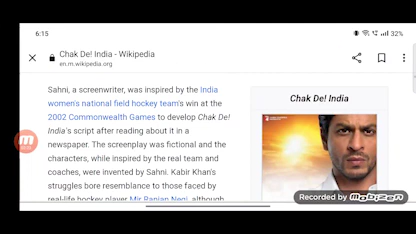 6:15
32%
Chak De! India - Wikipedia
en.m.wikipedia.org
Sahni, a screenwriter, was inspired by the India
women's national field hockey team's win at the
2002 Commonwealth Games to develop Chak De!
India's script after reading about it in a
newspaper. The screenplay was fictional and the
characters, while inspired by the real team and
coaches, were invented by Sahni. Kabir Khan's
struggles bore resemblance to those faced by
real-life hockey player Mir Ranjan Negi, although
Chak De! India
Recorded by Mobizen